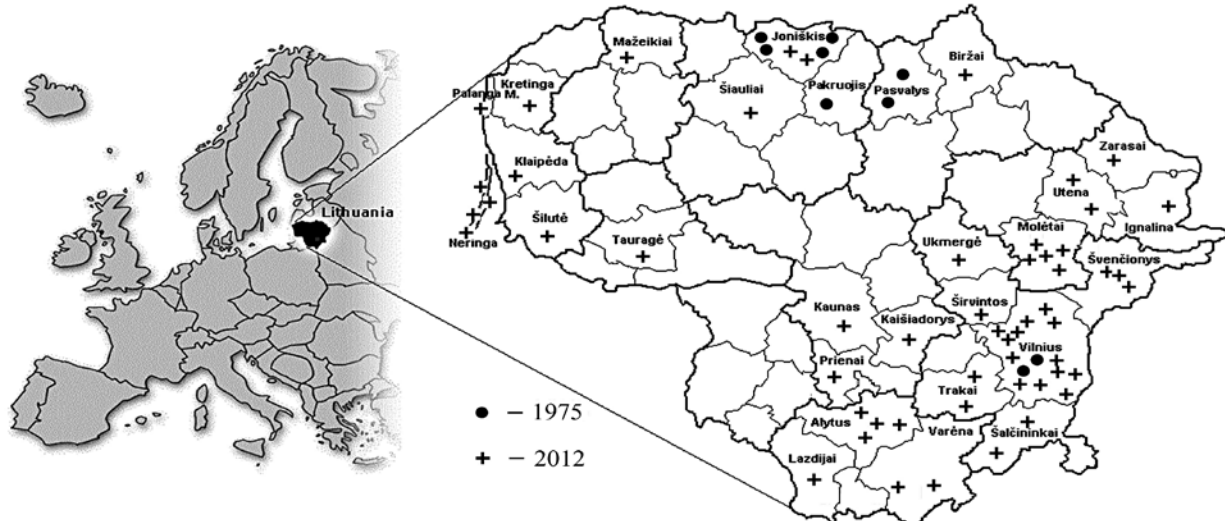 Lithuania
Mažeikiai
Joniškis
Biržai
Palanga M.
Kretinga
Šiauliai
Pakruojis
Pasvalys
Zarasai
Klaipėda
Utena
Ignalina
Šilutė
Neringa
Tauragė
Ukmergė
Molėtai
Švenčionys
Kaunas
Kaišiadorys
Širvintos
Vilnius
Prienai
Trakai
Alytus
Varėna
Šalčininkai
Lazdijai
– 1975
– 2012